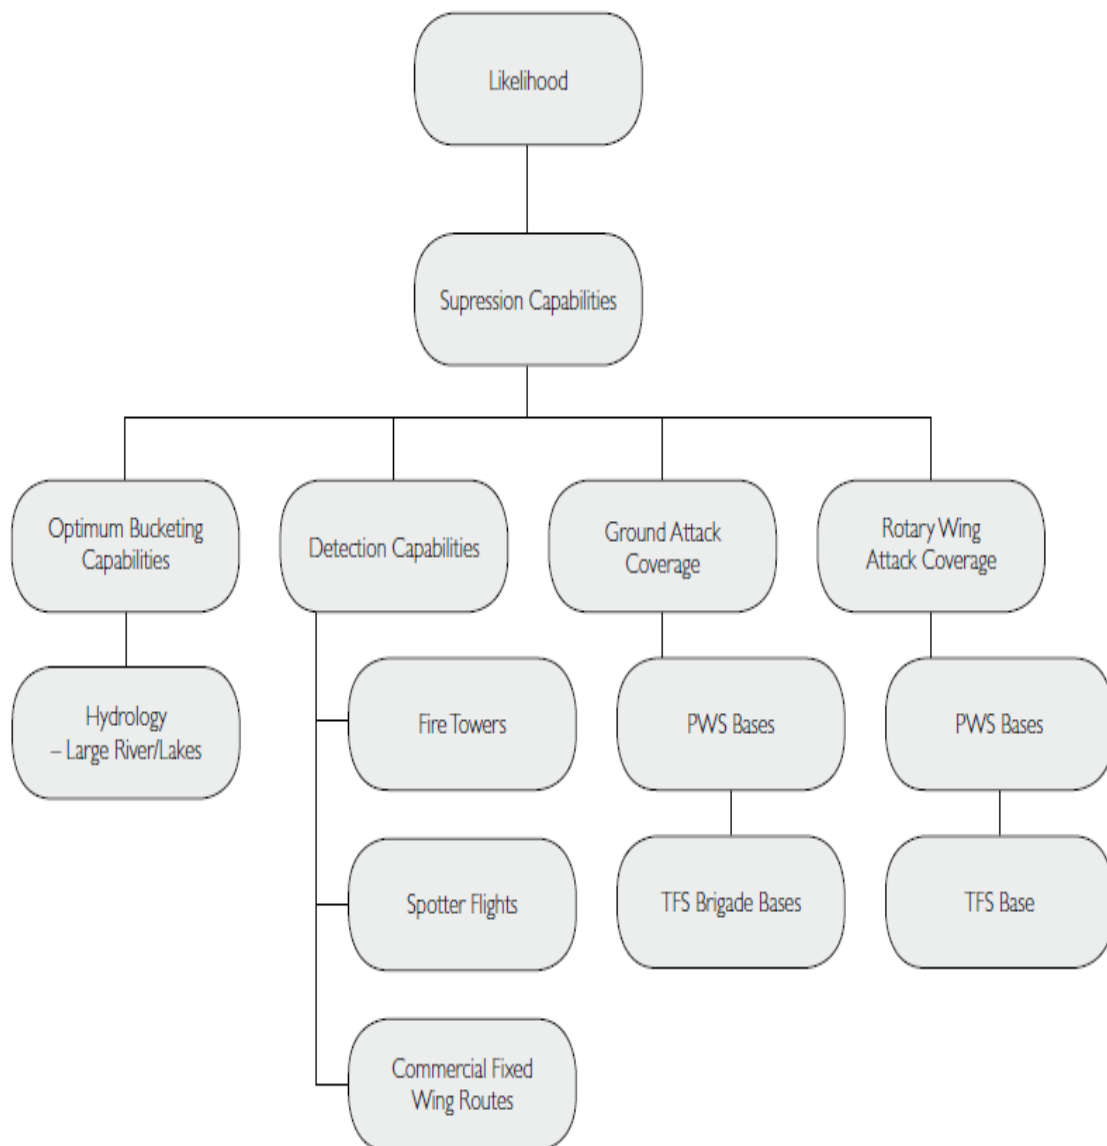 Likelihood
Supression Capabilities
Optimum Bucketing
Capabilities
Detection Capabilities
Ground Attack
Coverage
Rotary Wing
Attack Coverage
Hydrology
– Large River/Lakes
Fire Towers
PWS Bases
PWS Bases
Spotter Flights
TFS Brigade Bases
TFS Base
Commercial Fixed
Wing Routes